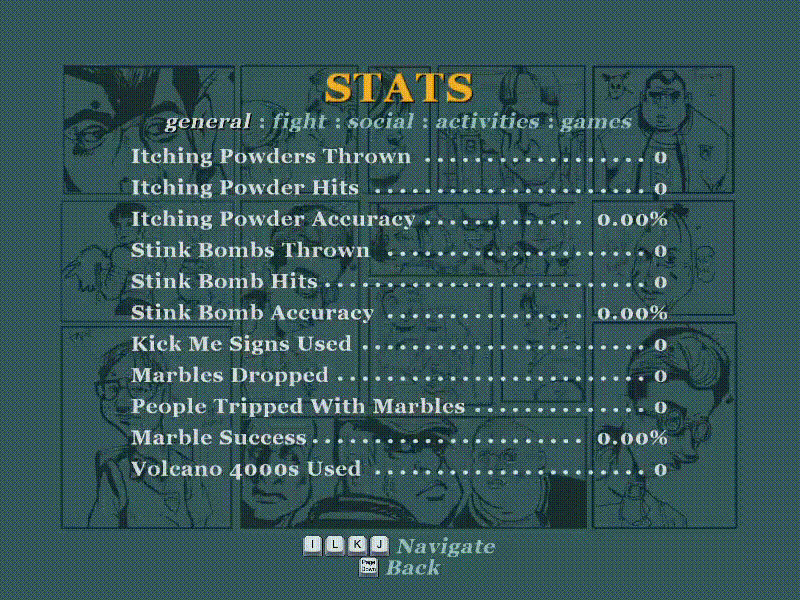 STATS
general : fight : social : activities : games
Itching Powders Thrown . . . . . . . . . . . . . . . . . . . . 0
Itching Powder Hits . . . . . . . . . . . . . . . . . . . . . . . . 0
Itching Powder Accuracy . . . . . . . . . . . . . . 0.00%
Stink Bombs Thrown . . . . . . . . . . . . . . . . . . . . . . . 0
Stink Bomb Hits . . . . . . . . . . . . . . . . . . . . . . . . . . . . 0
Stink Bomb Accuracy . . . . . . . . . . . . . . . . . . 0.00%
Kick Me Signs Used . . . . . . . . . . . . . . . . . . . . . . . . . 0
Marbles Dropped . . . . . . . . . . . . . . . . . . . . . . . . . . . 0
People Tripped With Marbles . . . . . . . . . . . . . . . 0
Marble Success . . . . . . . . . . . . . . . . . . . . . . . 0.00%
Volcano 4000s Used . . . . . . . . . . . . . . . . . . . . . . . . 0
I L K J Navigate
Page Down Back